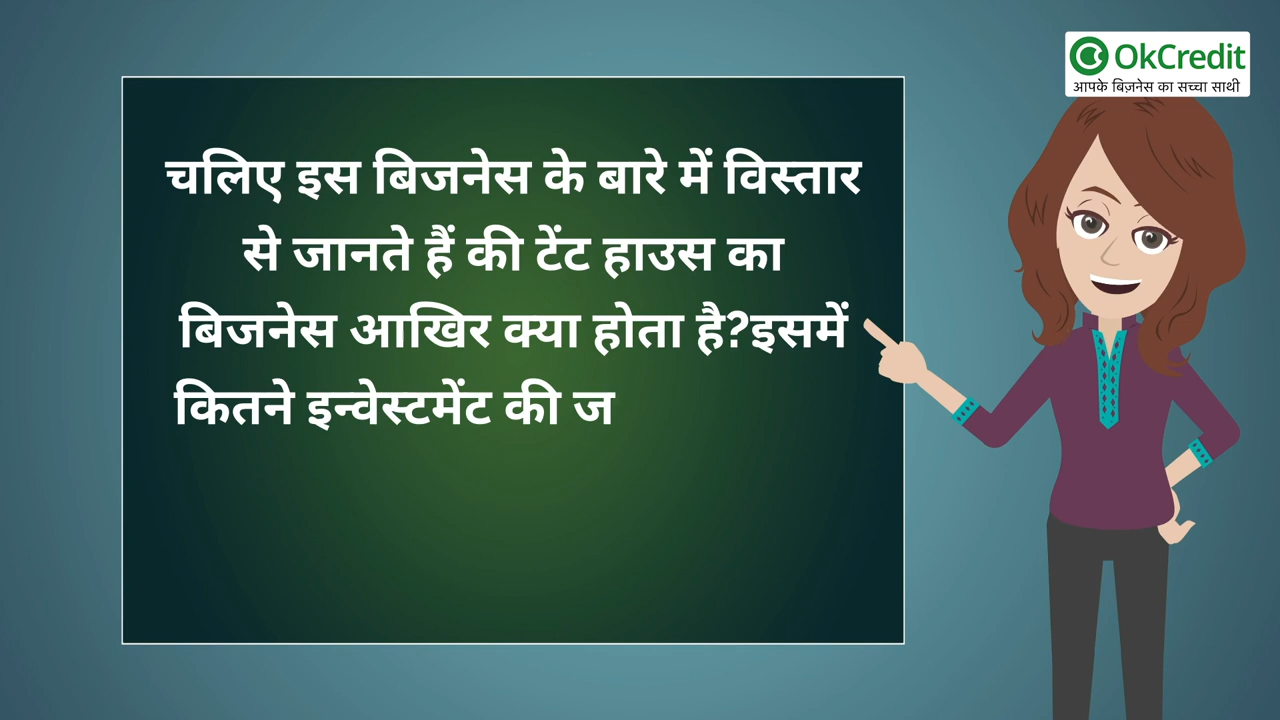 OkCredit
आपके बिज़नेस का सच्चा साथी
चलिए इस बिजनेस के बारे में विस्तार
से जानते हैं की टेंट हाउस का
बिजनेस आखिर क्या होता है?इसमें
कितने इन्वेस्टमेंट की ज